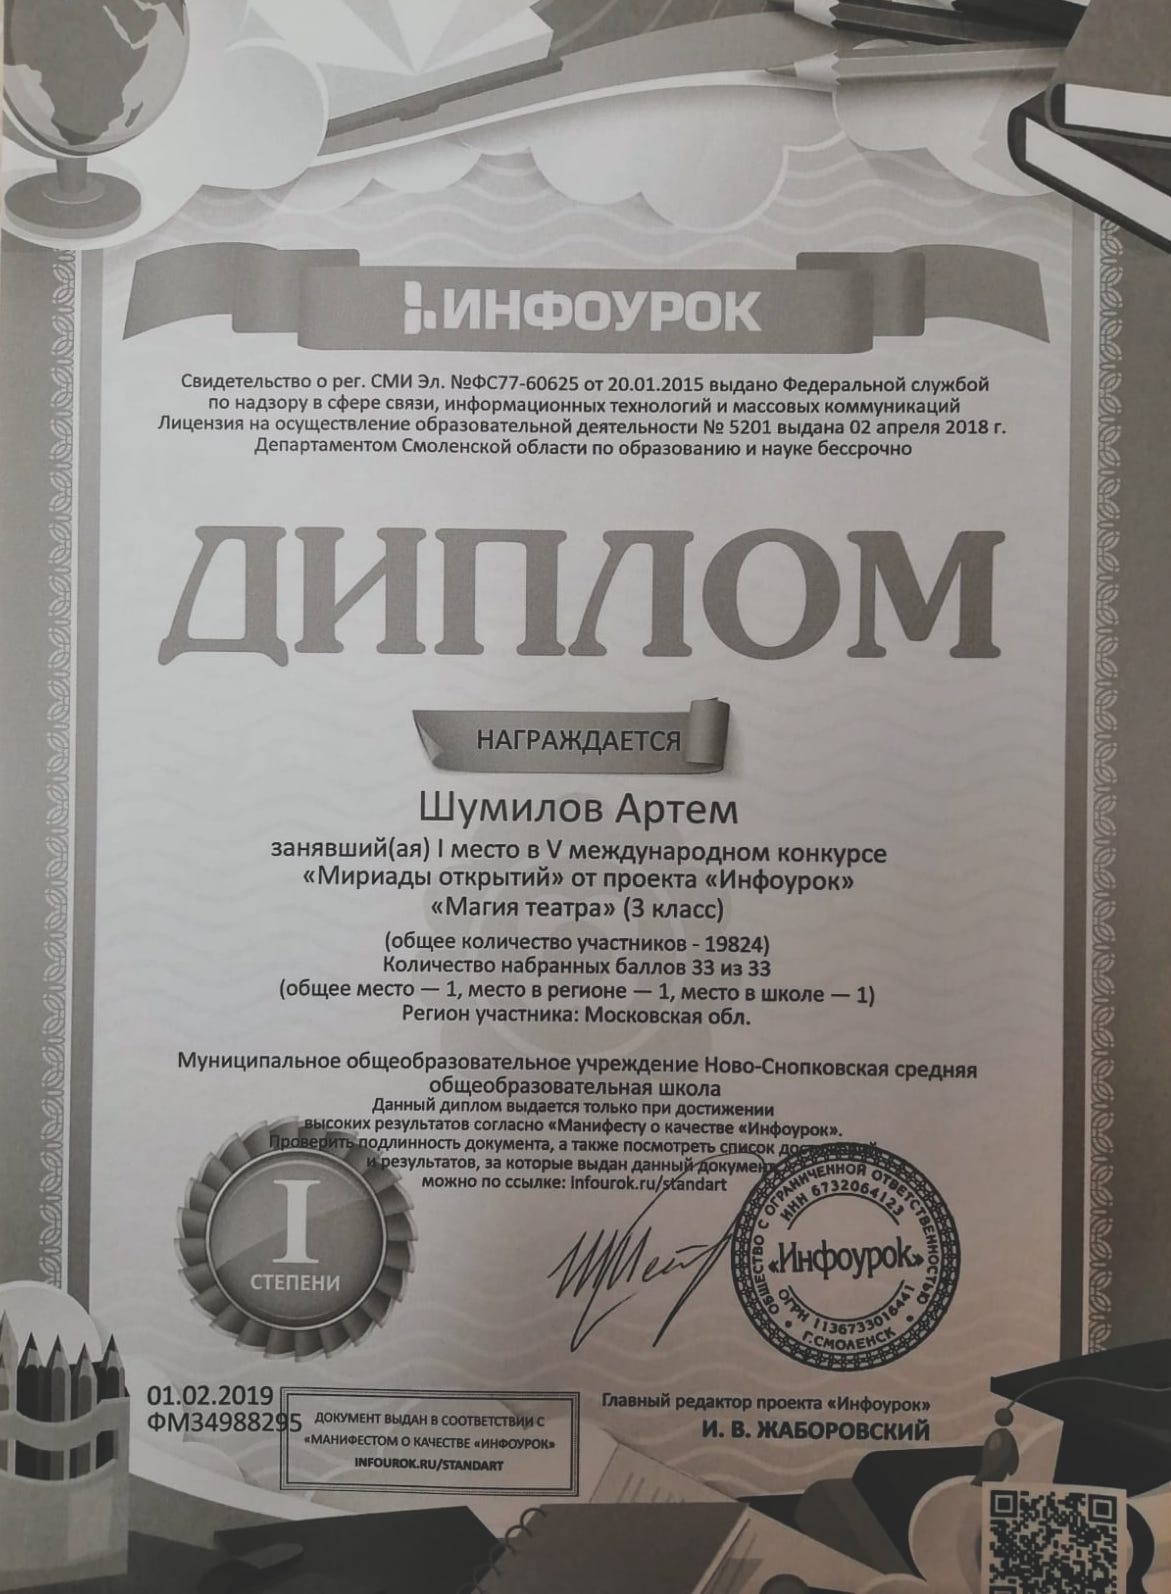 ИНФОУРОК
Свидетельство о рег. СМИ Эл. №ФС77-60625 от 20.01.2015 выдано Федеральной службой
по надзору в сфере связи, информационных технологий и массовых коммуникаций
Лицензия на осуществление образовательной деятельности № 5201 выдана 02 апреля 2018 г.
Департаментом Смоленской области по образованию и науке бессрочно
ДИПЛОМ
НАГРАЖДАЕТСЯ
Шумилов Артем
занявший(ая) I место в V международном конкурсе
«Мириады открытий» от проекта «Инфоурок»
«Магия театра» (3 класс)
(общее количество участников - 19824)
Количество набранных баллов 33 из 33
(общее место — 1, место в регионе — 1, место в школе — 1)
Регион участника: Московская обл.
Муниципальное общеобразовательное учреждение Ново-Снопковская средняя
общеобразовательная школа
Данный диплом выдается только при достижении
высоких результатов согласно «Манифесту о качестве «Инфоурок».
Проверить подлинность документа, а также посмотреть список
и результатов, за которые выдан данный документ
можно по ссылке: infourok.ru/standart
I
СТЕПЕНИ
ОБЩЕСТВО С ОГРАНИЧЕННОЙ ОТВЕТСТВЕННОСТЬЮ
ИНН 6732064123
«Инфоурок»
ОГРН 1136733016441
Г.СМОЛЕНСК
01.02.2019
ФМ34988295
ДОКУМЕНТ ВЫДАН В СООТВЕТСТВИИ С
«МАНИФЕСТОМ О КАЧЕСТВЕ «ИНФОУРОК»
INFOUROK.RU/STANDART
Главный редактор проекта «Инфоурок»
И. В. ЖАБОРОВСКИЙ